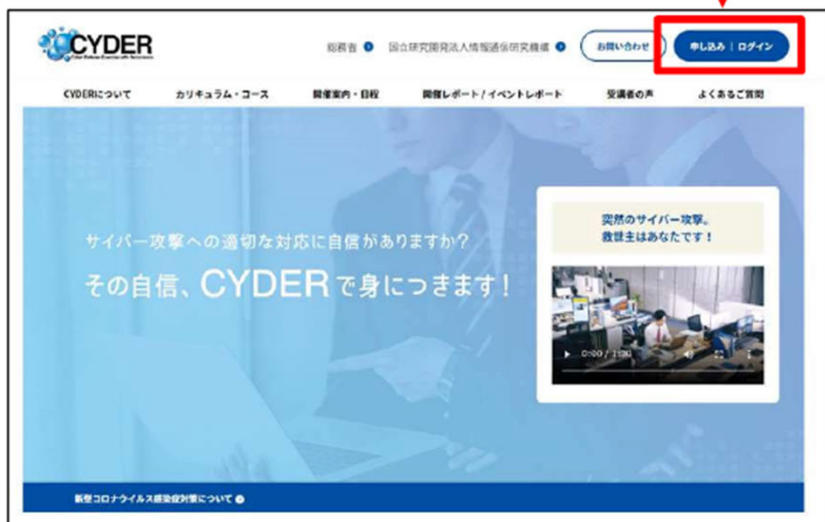 CYDER
総務省
国立研究開発法人情報通信研究機構
お問い合わせ
申し込み | ログイン
CYDERについて
カリキュラム・コース
開催案内・日程
開催レポート / イベントレポート
受講者の声
よくあるご質問
サイバー攻撃への適切な対応に自信がありますか?
その自信、CYDERで身につきます!
突然のサイバー攻撃。
救世主はあなたです!
0:00 / 1:30
新型コロナウイルス感染症対策について